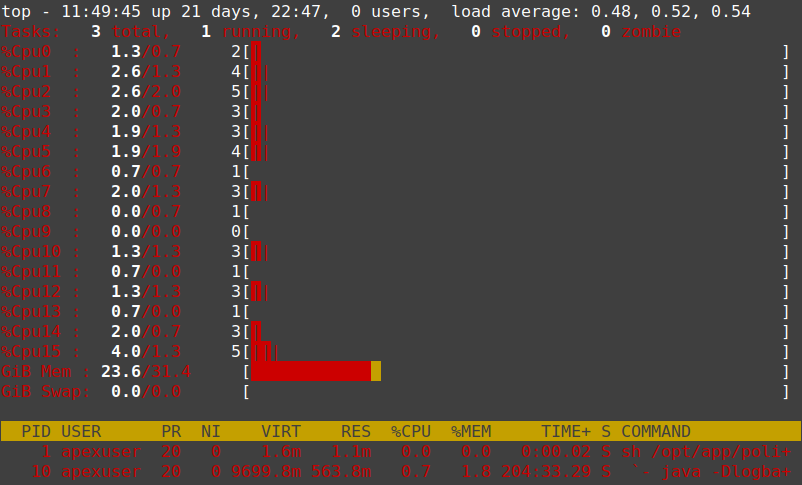 top - 11:49:45 up 21 days, 22:47,  0 users,  load average: 0.48, 0.52, 0.54
Tasks:   3 total,   1 running,   2 sleeping,   0 stopped,   0 zombie
%Cpu0  :   1.3/0.7     2[||                                                    ]
%Cpu1  :   2.6/1.3     4[|||                                                   ]
%Cpu2  :   2.6/2.0     5[|||                                                   ]
%Cpu3  :   2.0/0.7     3[||                                                    ]
%Cpu4  :   1.9/1.3     3[|||                                                   ]
%Cpu5  :   1.9/1.9     4[|||                                                   ]
%Cpu6  :   0.7/0.7     1[                                                      ]
%Cpu7  :   2.0/1.3     3[|||                                                   ]
%Cpu8  :   0.0/0.7     1[                                                      ]
%Cpu9  :   0.0/0.0     0[                                                      ]
%Cpu10 :   1.3/1.3     3[|||                                                   ]
%Cpu11 :   0.7/0.0     1[                                                      ]
%Cpu12 :   1.3/1.3     3[|||                                                   ]
%Cpu13 :   0.7/0.0     1[                                                      ]
%Cpu14 :   2.0/0.7     3[||                                                    ]
%Cpu15 :   4.0/1.3     5[||||                                                  ]
GiB Mem : 23.6/31.4     [                                                      ]
GiB Swap:  0.0/0.0      [                                                      ]
PID USER      PR  NI    VIRT    RES  %CPU  %MEM     TIME+ S COMMAND
1 apexuser  20   0    1.6m   1.1m   0.0   0.0   0:00.02 S sh /opt/app/poli+
10 apexuser  20   0 9699.8m 563.8m   0.7   1.8 204:33.29 S  `- java -Dlogba+